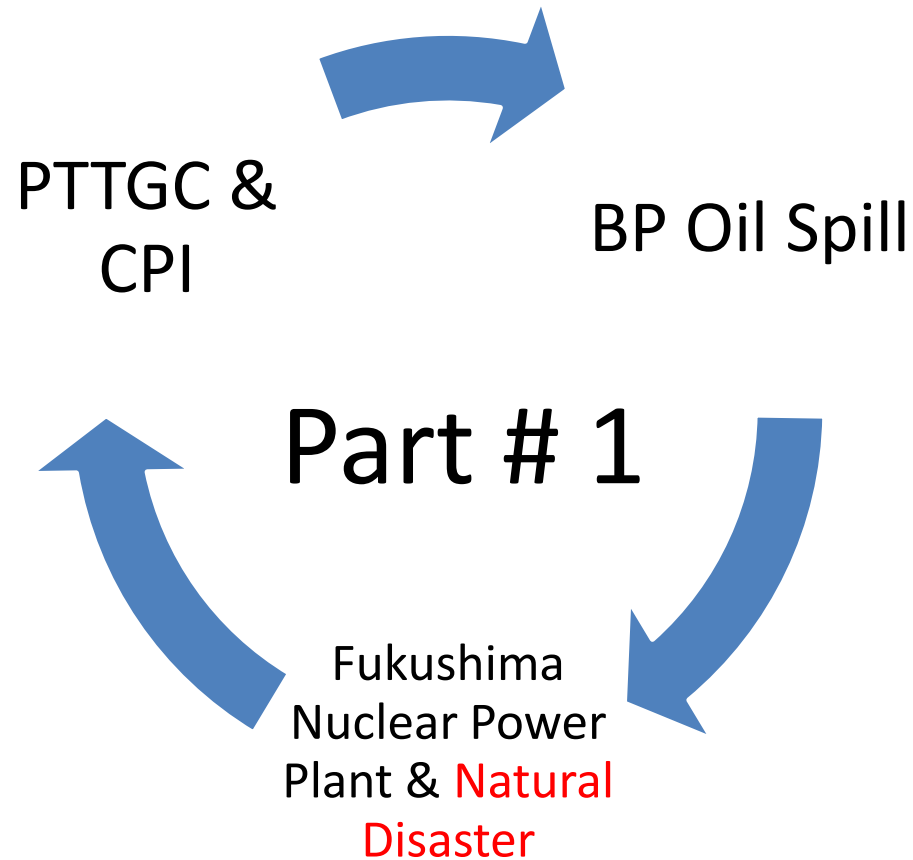 PTTGC &
CPI
BP Oil Spill
Part # 1
Fukushima
Nuclear Power
Plant & Natural
Disaster